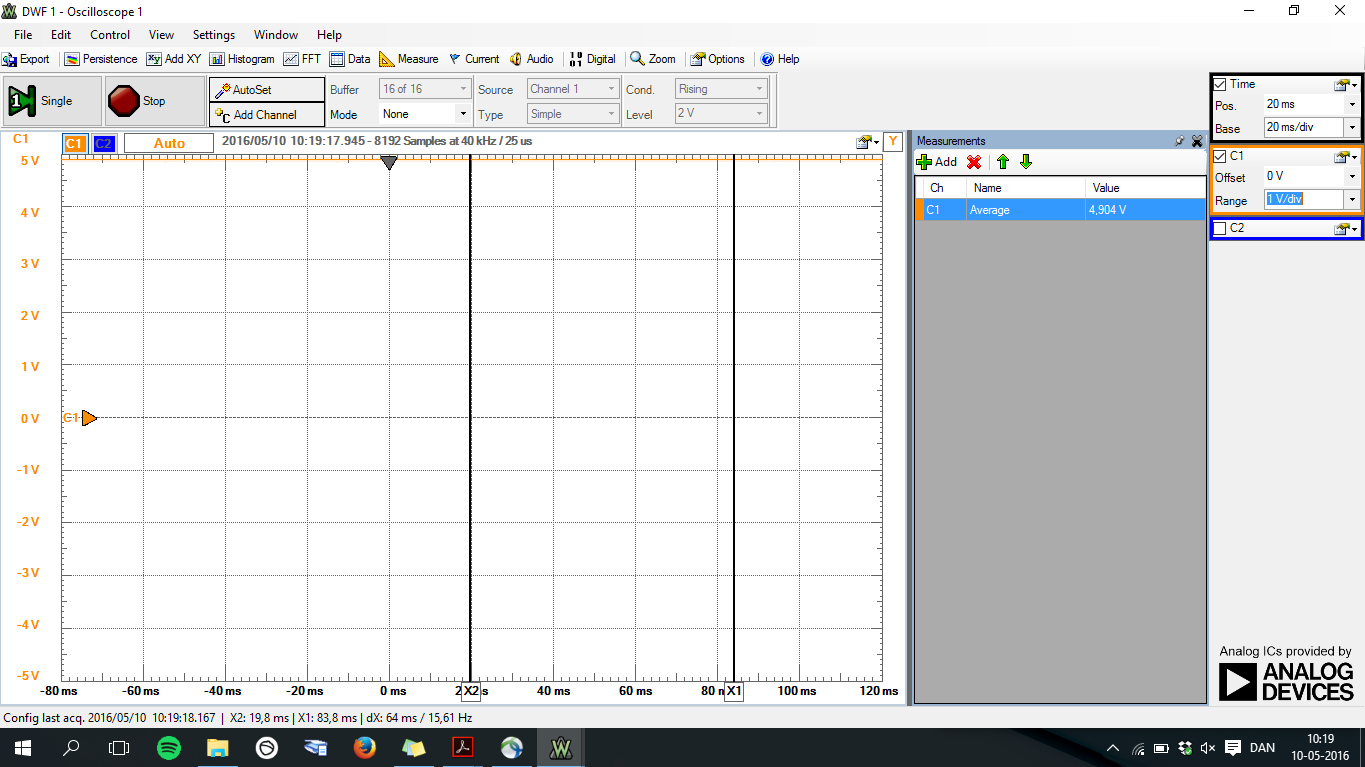 DWF 1 - Oscilloscope 1
File Edit Control View Settings Window Help
Export Persistence Add XY Histogram FFT Data Measure Current Audio Digital Zoom Options Help
Single Stop AutoSet Buffer 16 of 16 Source Channel 1 Cond. Rising
Add Channel Mode None Type Simple Level 2 V
C1 C1 C2 Auto 2016/05/10 10:19:17.945 - 8192 Samples at 40 kHz / 25 us Y
5 V
4 V
3 V
2 V
1 V
0 V C1
-1 V
-2 V
-3 V
-4 V
-5 V
-80 ms -60 ms -40 ms -20 ms 0 ms 2 X2 s 40 ms 60 ms 80 m X1 100 ms 120 ms
Measurements
Add
Ch Name Value
C1 Average 4,904 V
Time
Pos. 20 ms
Base 20 ms/div
C1
Offset 0 V
Range 1 V/div
C2
Analog ICs provided by
ANALOG
DEVICES
Config last acq. 2016/05/10 10:19:18.167 | X2: 19,8 ms | X1: 83,8 ms | dX: 64 ms / 15,61 Hz
DAN
10:19
10-05-2016